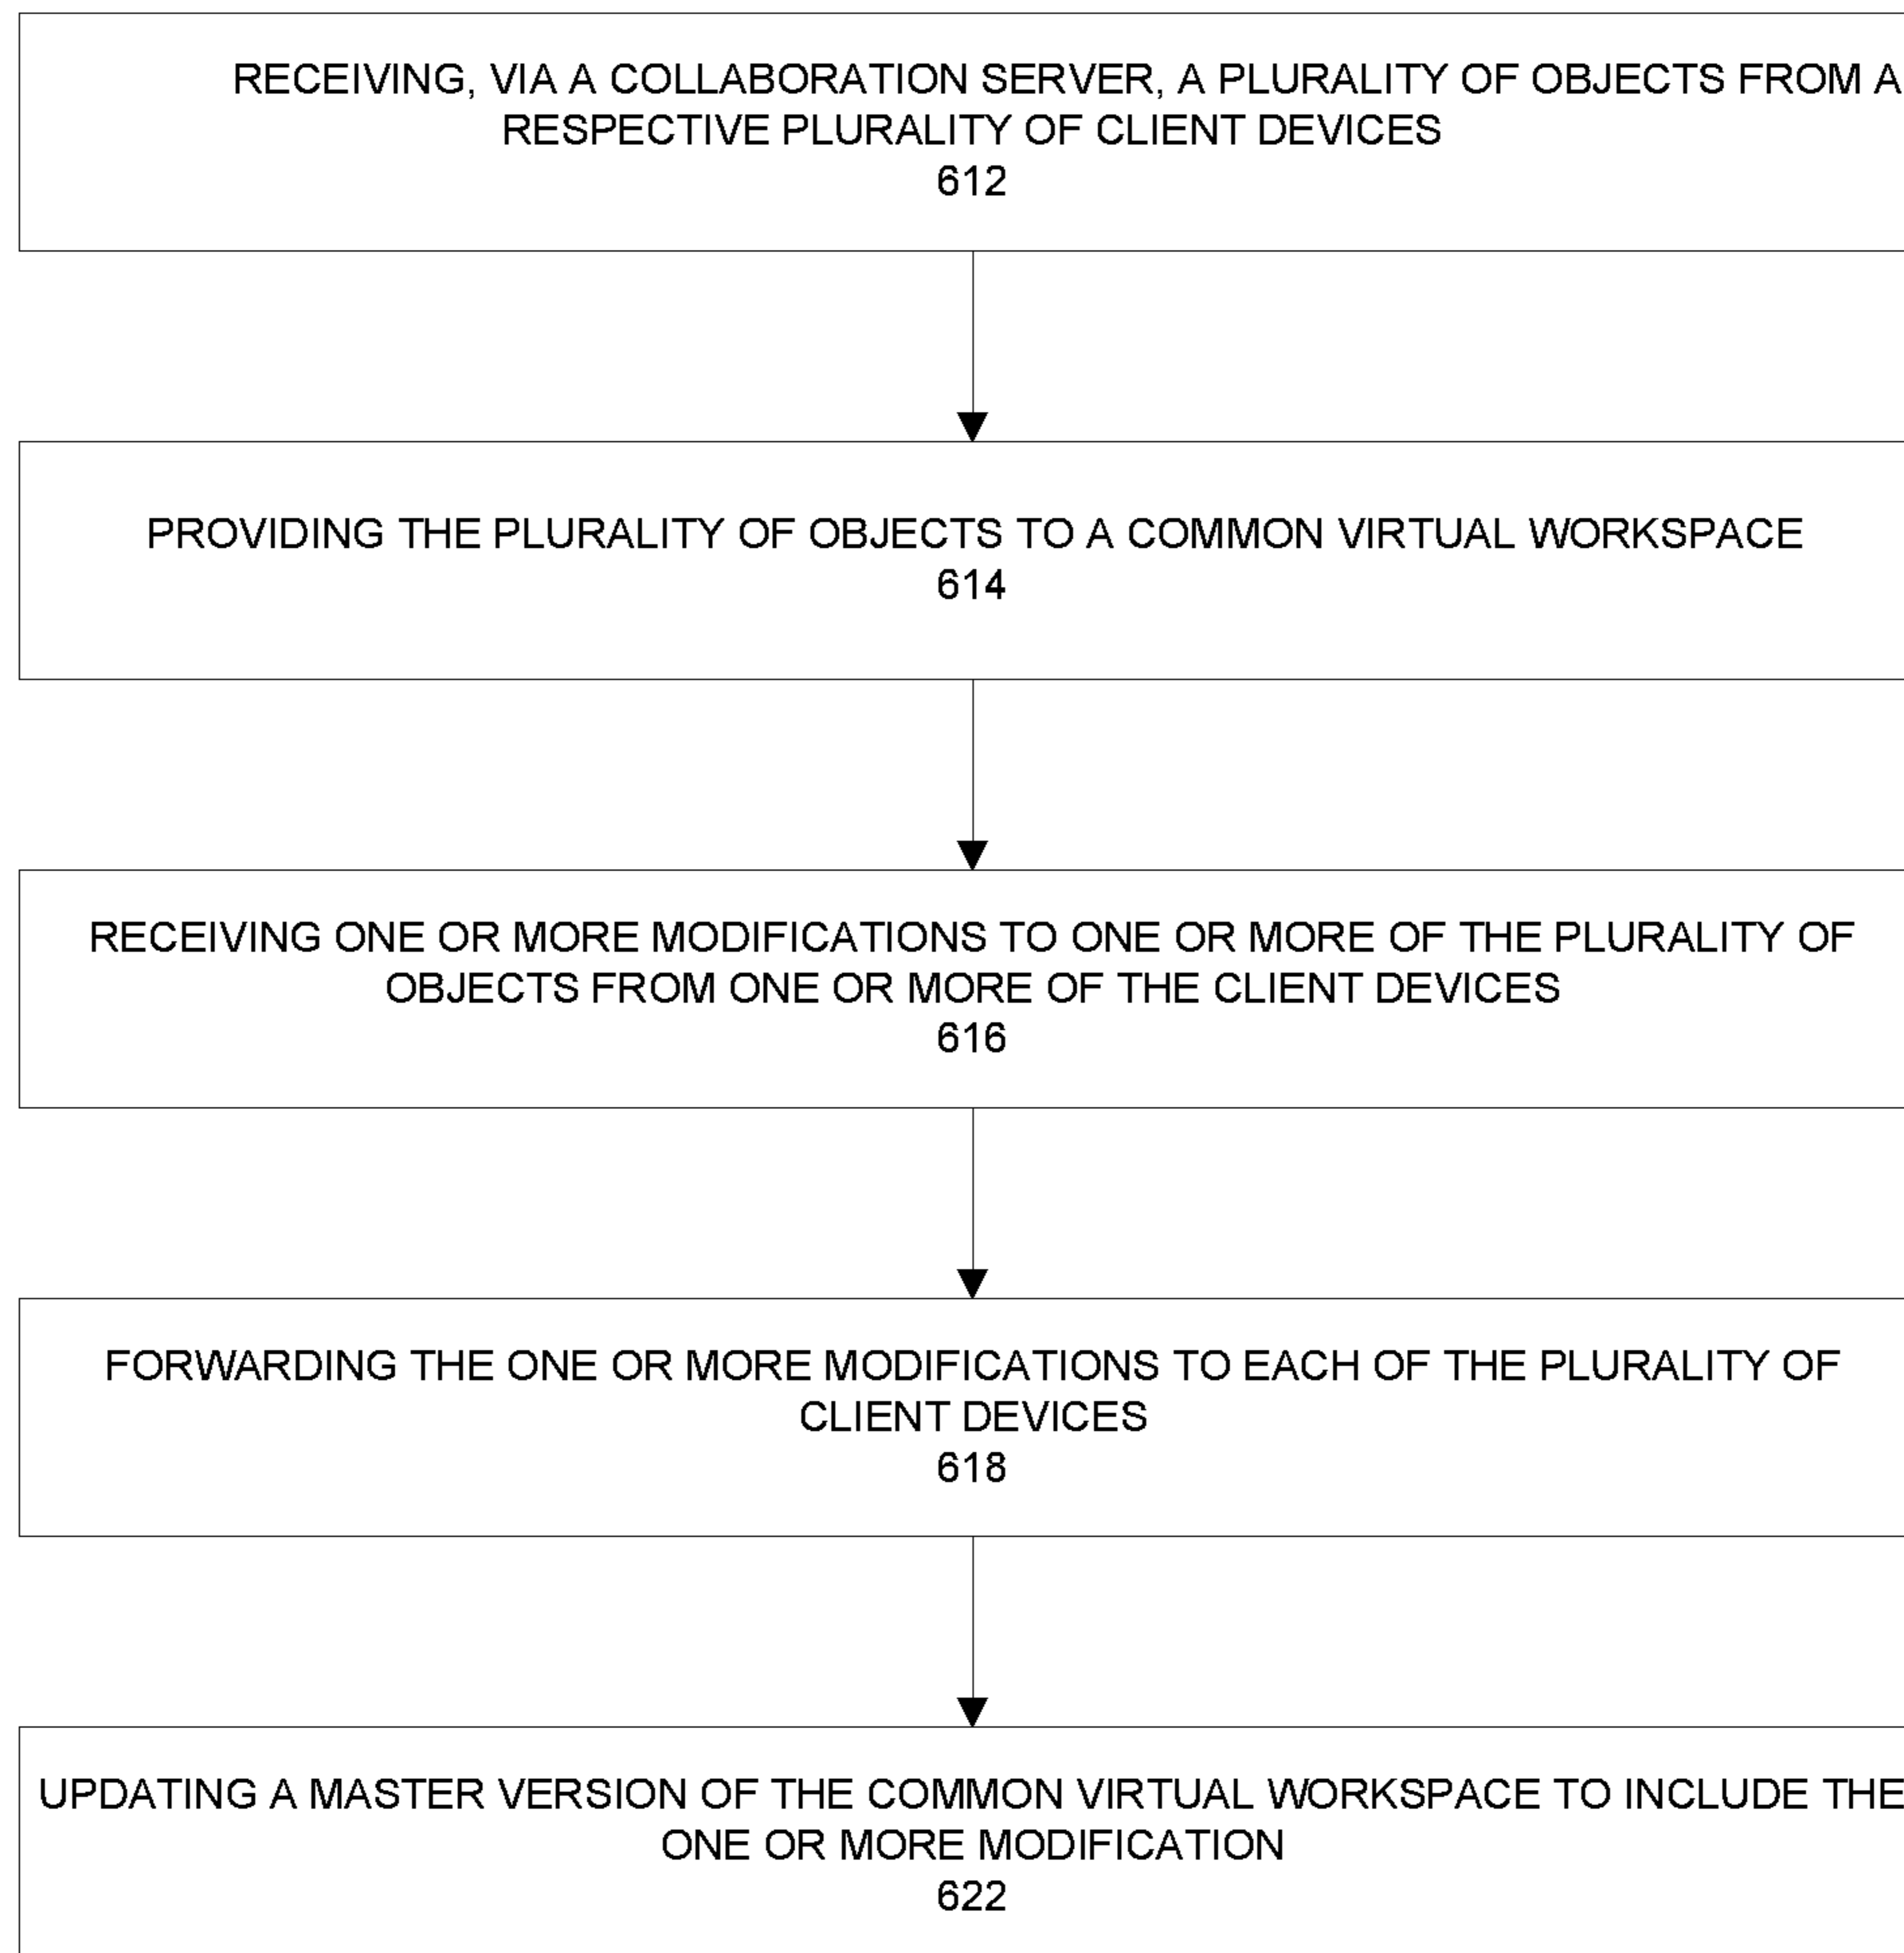 RECEIVING, VIA A COLLABORATION SERVER, A PLURALITY OF OBJECTS FROM A
RESPECTIVE PLURALITY OF CLIENT DEVICES
612
PROVIDING THE PLURALITY OF OBJECTS TO A COMMON VIRTUAL WORKSPACE
614
RECEIVING ONE OR MORE MODIFICATIONS TO ONE OR MORE OF THE PLURALITY OF
OBJECTS FROM ONE OR MORE OF THE CLIENT DEVICES
616
FORWARDING THE ONE OR MORE MODIFICATIONS TO EACH OF THE PLURALITY OF
CLIENT DEVICES
618
UPDATING A MASTER VERSION OF THE COMMON VIRTUAL WORKSPACE TO INCLUDE THE
ONE OR MORE MODIFICATION
622